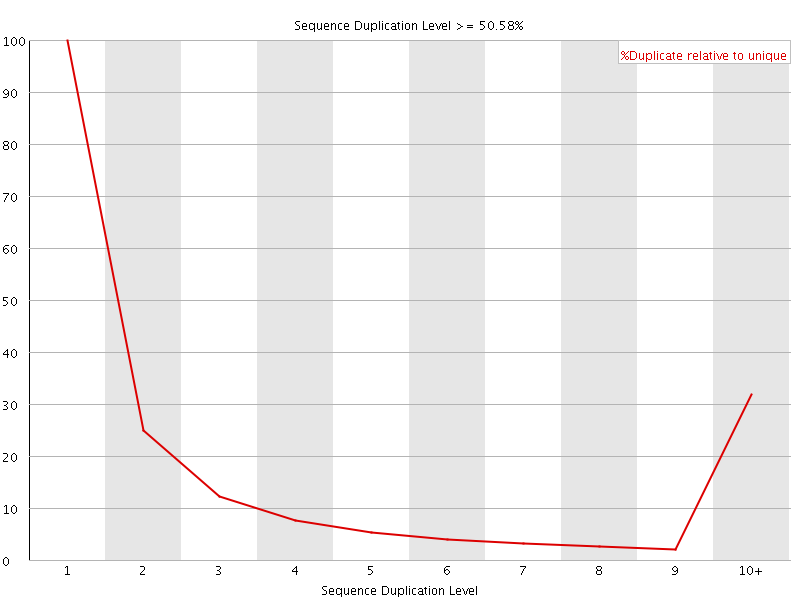 Sequence Duplication Level >= 50.58%
%Duplicate relative to unique
100
90
80
70
60
50
40
30
20
10
0
1 2 3 4 5 6 7 8 9 10+
Sequence Duplication Level